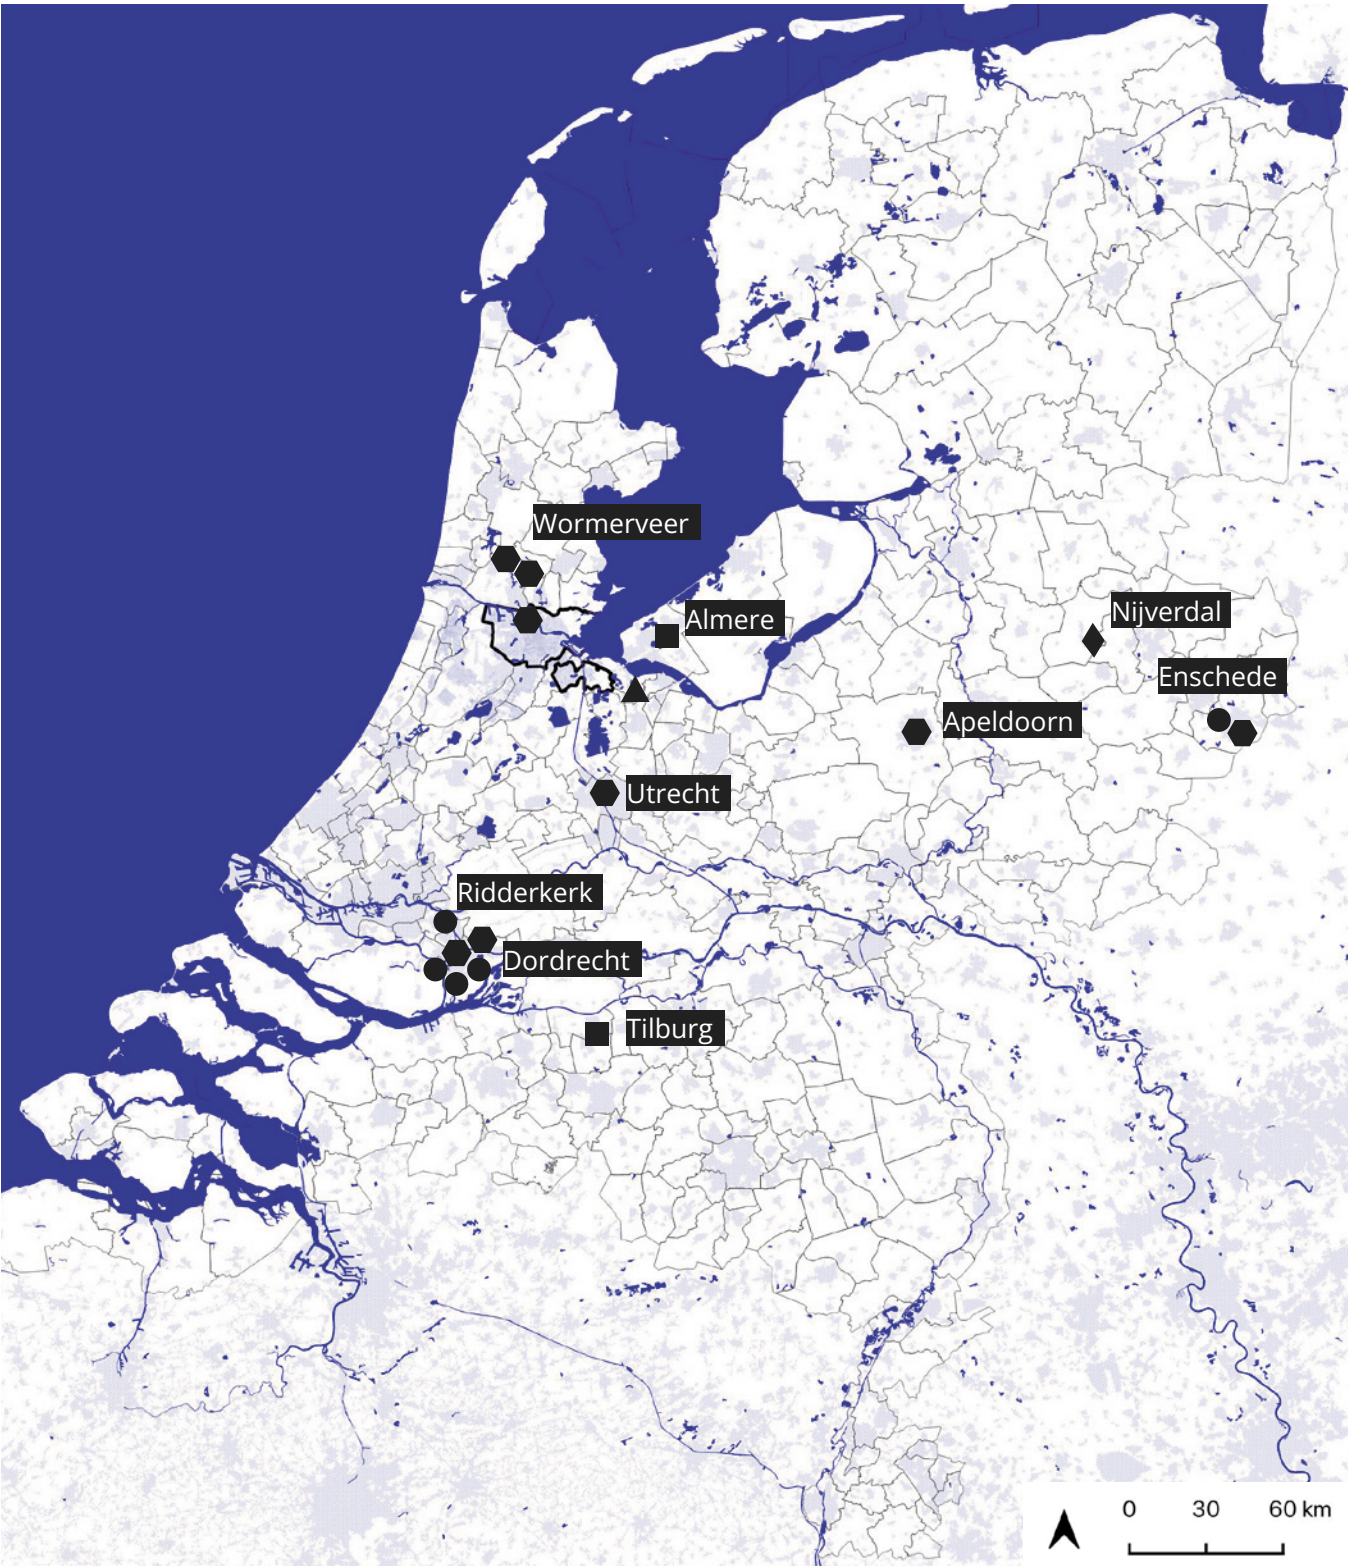 Wormerveer
Almere
Nijverdal
Enschede
Apeldoorn
Utrecht
Ridderkerk
Dordrecht
Tilburg
0 30 60 km